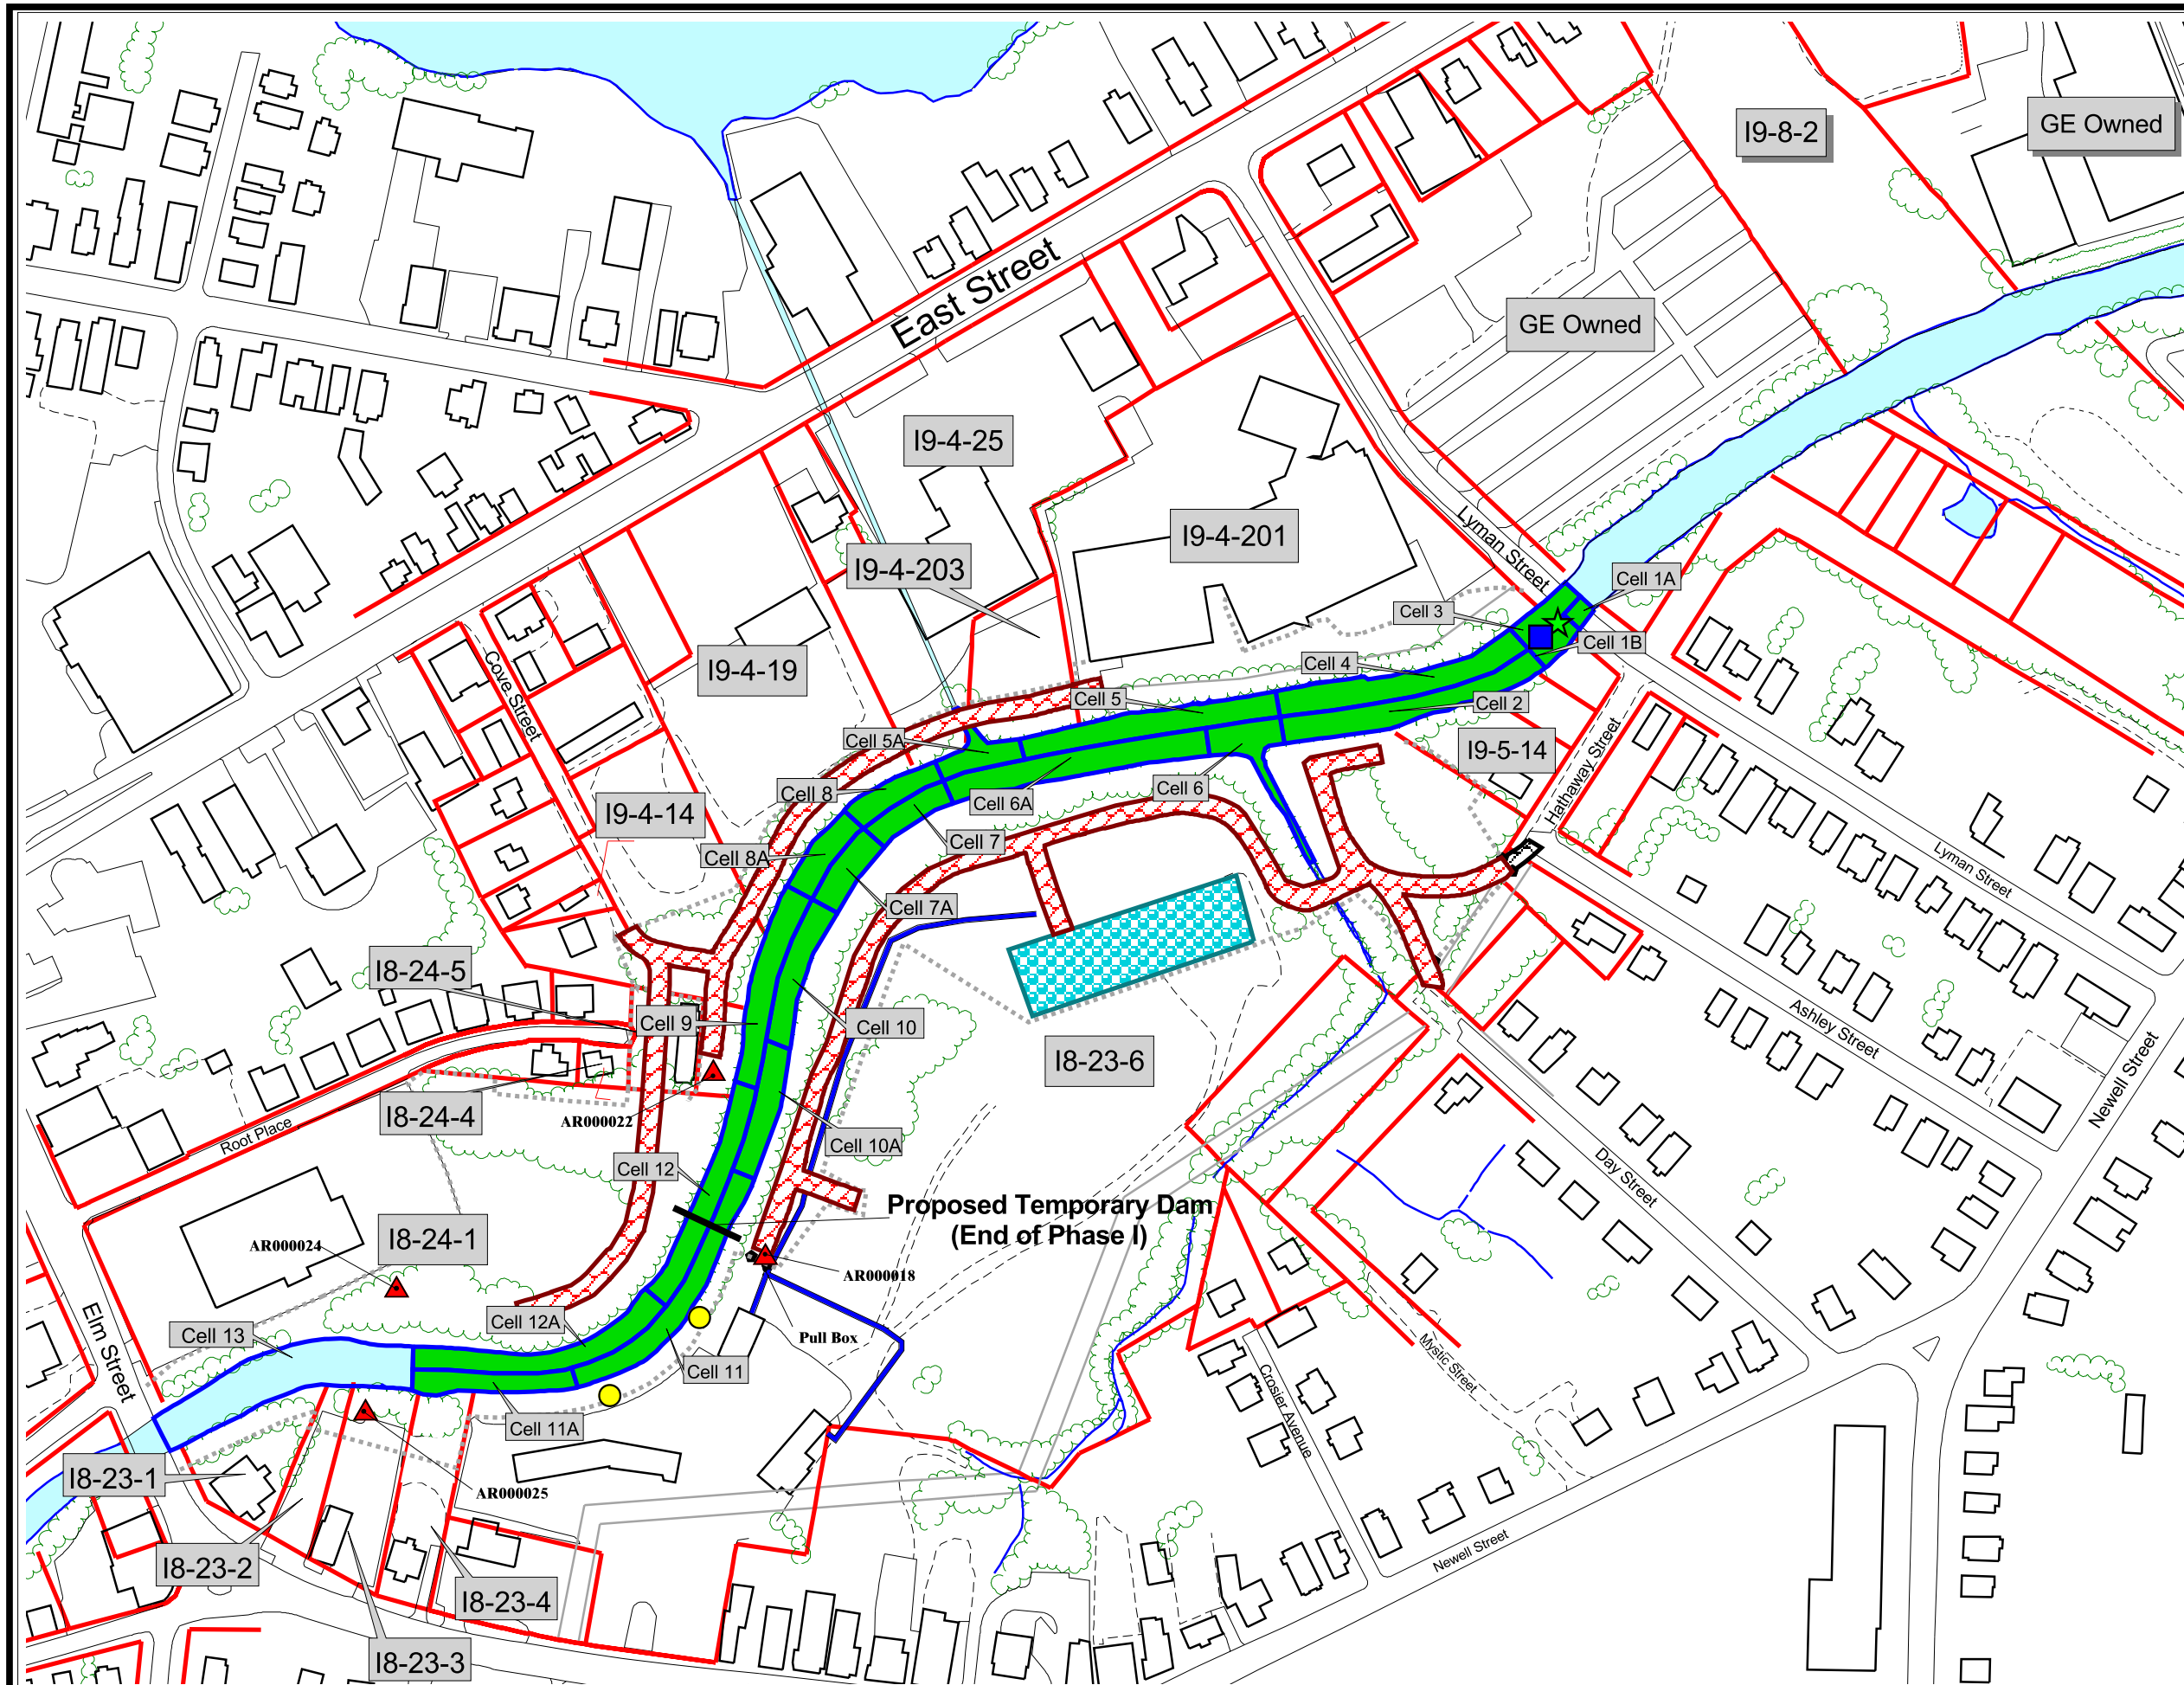 I9-8-2
GE Owned
East Street
GE Owned
I9-4-25
I9-4-201
Lyman Street
I9-4-203
Cell 1A
Cell 3
Cell 1B
Cell 4
I9-4-19
Cove Street
Cell 5
Cell 2
Cell 5A
I9-5-14
Hathaway Street
Cell 8
Cell 6
Cell 6A
I9-4-14
Cell 7
Cell 8A
Lyman Street
Cell 7A
I8-24-5
Cell 9
Cell 10
Ashley Street
I8-23-6
Newell Street
I8-24-4
AR000022
Root Place
Cell 10A
Cell 12
Day Street
Proposed Temporary Dam
(End of Phase I)
I8-24-1
AR000024
AR000018
Elm Street
Cell 12A
Cell 13
Pull Box
Mystic Street
Cell 11
Crosier Avenue
Cell 11A
I8-23-1
AR000025
I8-23-2
Newell Street
I8-23-4
I8-23-3